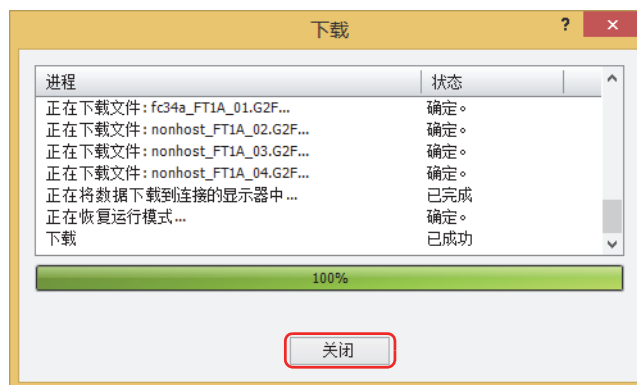 下载
?
×
进程 状态
正在下载文件: fc34a_FT1A_01.G2F... 确定。
正在下载文件: nonhost_FT1A_02.G2F... 确定。
正在下载文件: nonhost_FT1A_03.G2F... 确定。
正在下载文件: nonhost_FT1A_04.G2F... 确定。
正在将数据下载到连接的显示器中... 已完成
正在恢复运行模式... 确定。
下载 已成功
100%
关闭